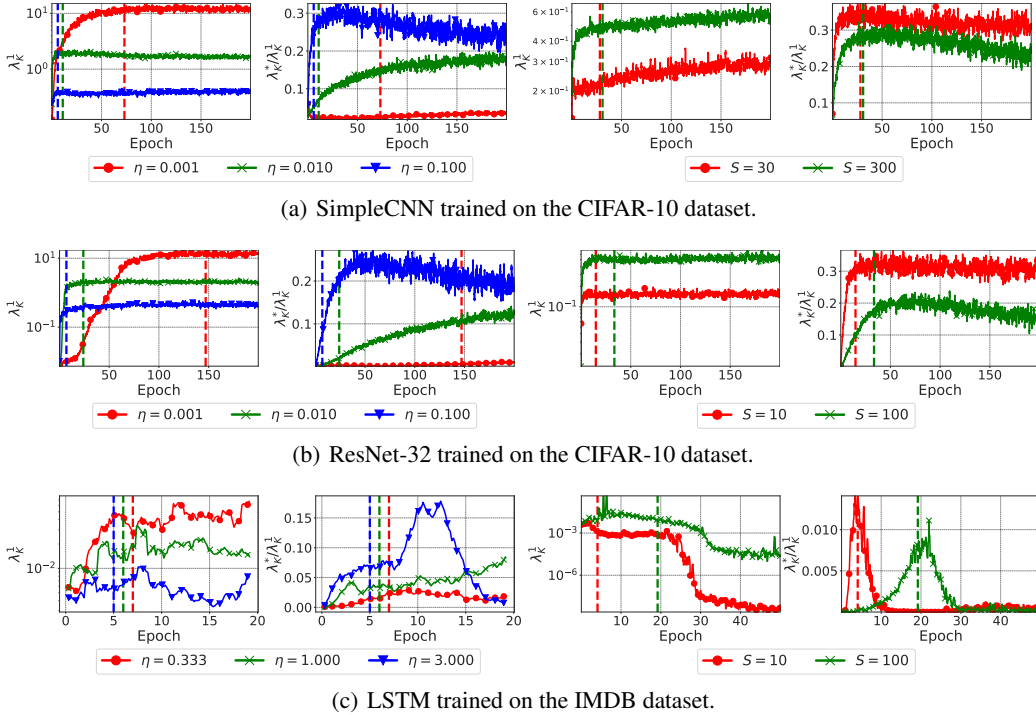 λ_K^1 10^1 10^0 50 100 150 Epoch
λ_K^*/λ_K^1 0.3 0.2 0.1 50 100 150 Epoch
λ_K^1 6 × 10^-1 4 × 10^-1 3 × 10^-1 2 × 10^-1 50 100 150 Epoch
λ_K^*/λ_K^1 0.3 0.2 0.1 50 100 150 Epoch
η = 0.001 η = 0.010 η = 0.100 S = 30 S = 300
(a) SimpleCNN trained on the CIFAR-10 dataset.
λ_K^1 10^1 10^-1 50 100 150 Epoch
λ_K^*/λ_K^1 0.2 0.1 50 100 150 Epoch
λ_K^1 10^-1 50 100 150 Epoch
λ_K^*/λ_K^1 0.3 0.2 0.1 50 100 150 Epoch
η = 0.001 η = 0.010 η = 0.100 S = 10 S = 100
(b) ResNet-32 trained on the CIFAR-10 dataset.
λ_K^1 10^-2 0 5 10 15 20 Epoch
λ_K^*/λ_K^1 0.15 0.10 0.05 0.00 0 5 10 15 20 Epoch
λ_K^1 10^-3 10^-6 10 20 30 40 Epoch
λ_K^*/λ_K^1 0.010 0.005 10 20 30 40 Epoch
η = 0.333 η = 1.000 η = 3.000 S = 10 S = 100
(c) LSTM trained on the IMDB dataset.